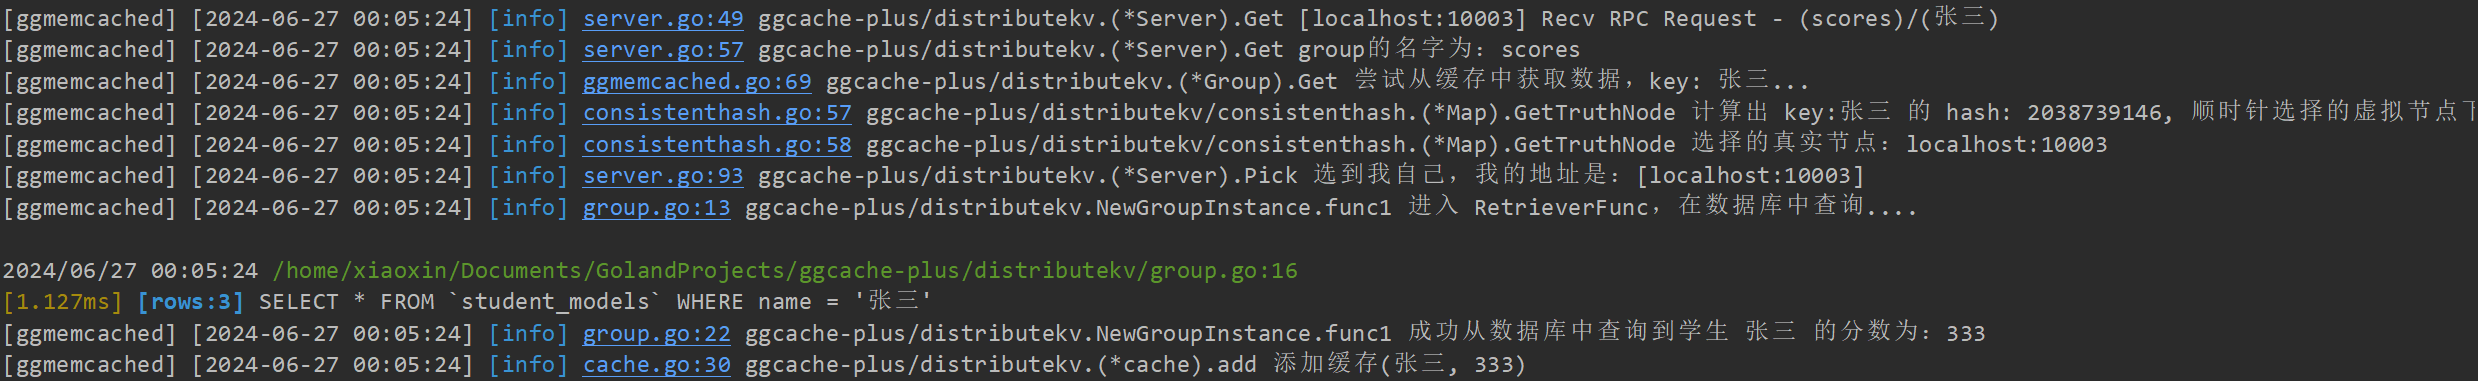 [ggmemcached] [2024-06-27 00:05:24] [info] server.go:49 ggcache-plus/distributekv.(*Server).Get [localhost:10003] Recv RPC Request - (scores)/(张三)
[ggmemcached] [2024-06-27 00:05:24] [info] server.go:57 ggcache-plus/distributekv.(*Server).Get group的名字为：scores
[ggmemcached] [2024-06-27 00:05:24] [info] ggmemcached.go:69 ggcache-plus/distributekv.(*Group).Get 尝试从缓存中获取数据，key: 张三...
[ggmemcached] [2024-06-27 00:05:24] [info] consistenthash.go:57 ggcache-plus/distributekv/consistenthash.(*Map).GetTruthNode 计算出 key:张三 的 hash: 2038739146, 顺时针选择的虚拟节点下
[ggmemcached] [2024-06-27 00:05:24] [info] consistenthash.go:58 ggcache-plus/distributekv/consistenthash.(*Map).GetTruthNode 选择的真实节点：localhost:10003
[ggmemcached] [2024-06-27 00:05:24] [info] server.go:93 ggcache-plus/distributekv.(*Server).Pick 选到我自己，我的地址是：[localhost:10003]
[ggmemcached] [2024-06-27 00:05:24] [info] group.go:13 ggcache-plus/distributekv.NewGroupInstance.func1 进入 RetrieverFunc，在数据库中查询....
2024/06/27 00:05:24 /home/xiaoxin/Documents/GolandProjects/ggcache-plus/distributekv/group.go:16
[1.127ms] [rows:3] SELECT * FROM `student_models` WHERE name = '张三'
[ggmemcached] [2024-06-27 00:05:24] [info] group.go:22 ggcache-plus/distributekv.NewGroupInstance.func1 成功从数据库中查询到学生 张三 的分数为：333
[ggmemcached] [2024-06-27 00:05:24] [info] cache.go:30 ggcache-plus/distributekv.(*cache).add 添加缓存(张三, 333)